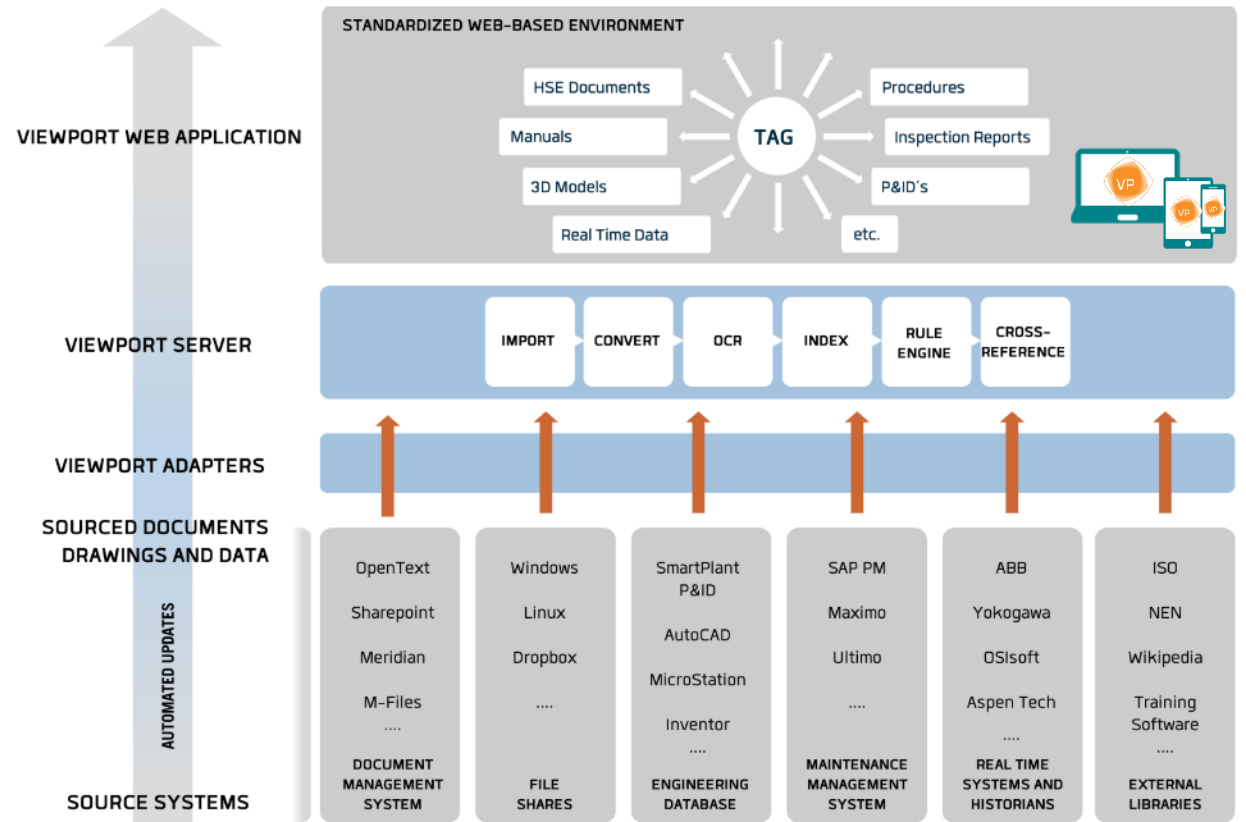 STANDARDIZED WEB-BASED ENVIRONMENT
VIEWPORT WEB APPLICATION
HSE Documents
Manuals
3D Models
Real Time Data
TAG
Procedures
Inspection Reports
P&ID's
etc.
VP
VP
VP
VIEWPORT SERVER
IMPORT
CONVERT
OCR
INDEX
RULE
ENGINE
CROSS-
REFERENCE
VIEWPORT ADAPTERS
SOURCED DOCUMENTS
DRAWINGS AND DATA
AUTOMATED UPDATES
SOURCE SYSTEMS
OpenText
Sharepoint
Meridian
M-Files
....
DOCUMENT
MANAGEMENT
SYSTEM
Windows
Linux
Dropbox
....
FILE
SHARES
SmartPlant
P&ID
AutoCAD
MicroStation
Inventor
....
ENGINEERING
DATABASE
SAP PM
Maximo
Ultimo
....
MAINTENANCE
MANAGEMENT
SYSTEM
ABB
Yokogawa
OSIsoft
Aspen Tech
....
REAL TIME
SYSTEMS AND
HISTORIANS
ISO
NEN
Wikipedia
Training
Software
....
EXTERNAL
LIBRARIES